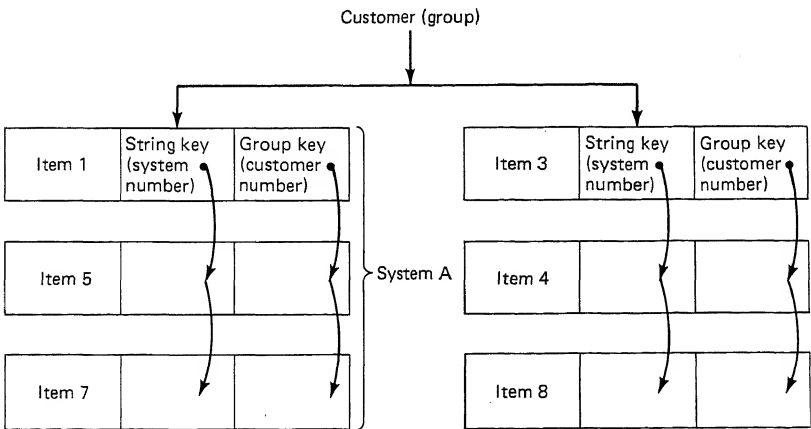 Customer (group)
Item 1
String key
(system
number)
Group key
(customer
number)
Item 5
Item 7
System A
Item 3
String key
(system
number)
Group key
(customer
number)
Item 4
Item 8